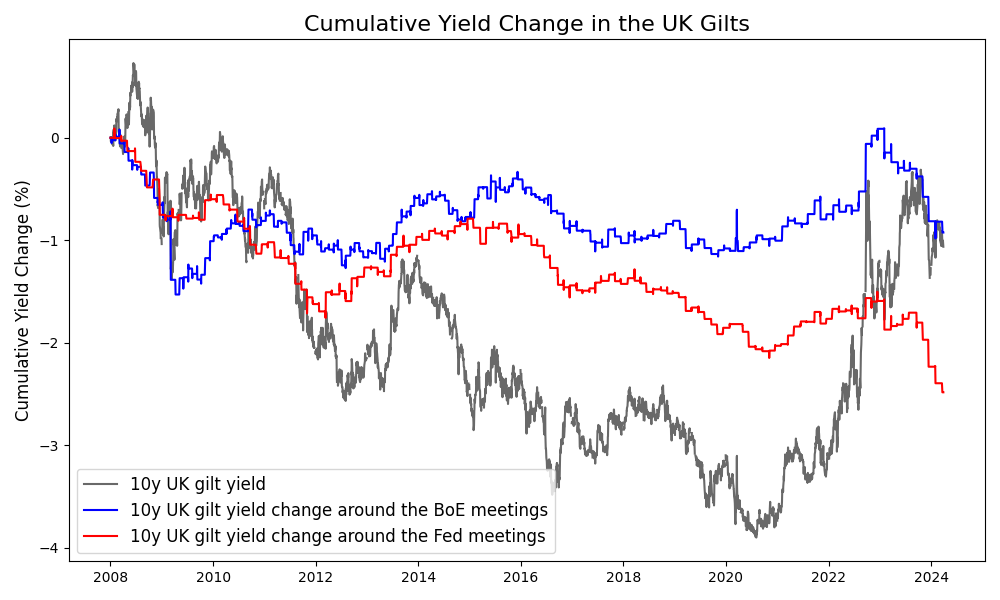 Cumulative Yield Change in the UK Gilts
Cumulative Yield Change (%)
0
−1
−2
−3
−4
10y UK gilt yield
10y UK gilt yield change around the BoE meetings
10y UK gilt yield change around the Fed meetings
2008 2010 2012 2014 2016 2018 2020 2022 2024